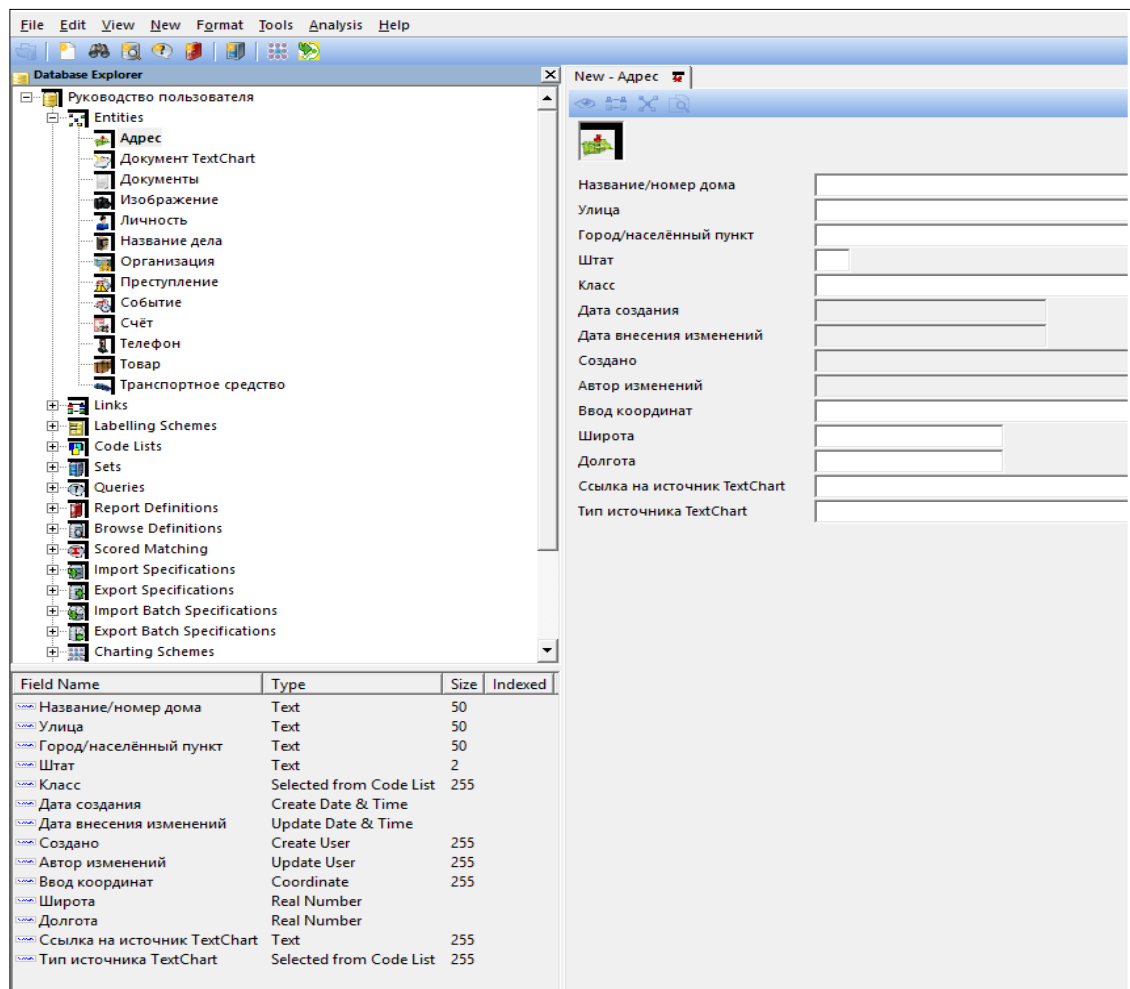 File Edit View New Format Tools Analysis Help
Database Explorer
Руководство пользователя
Entities
Адрес
Документ TextChart
Документы
Изображение
Личность
Название дела
Организация
Преступление
Событие
Счёт
Телефон
Товар
Транспортное средство
Links
Labelling Schemes
Code Lists
Sets
Queries
Report Definitions
Browse Definitions
Scored Matching
Import Specifications
Export Specifications
Import Batch Specifications
Export Batch Specifications
Charting Schemes
Field Name Type Size Indexed
Название/номер дома Text 50
Улица Text 50
Город/населённый пункт Text 50
Штат Text 2
Класс Selected from Code List 255
Дата создания Create Date & Time
Дата внесения изменений Update Date & Time
Создано Create User 255
Автор изменений Update User 255
Ввод координат Coordinate 255
Широта Real Number
Долгота Real Number
Ссылка на источник TextChart Text 255
Тип источника TextChart Selected from Code List 255
New - Адрес
Название/номер дома
Улица
Город/населённый пункт
Штат
Класс
Дата создания
Дата внесения изменений
Создано
Автор изменений
Ввод координат
Широта
Долгота
Ссылка на источник TextChart
Тип источника TextChart